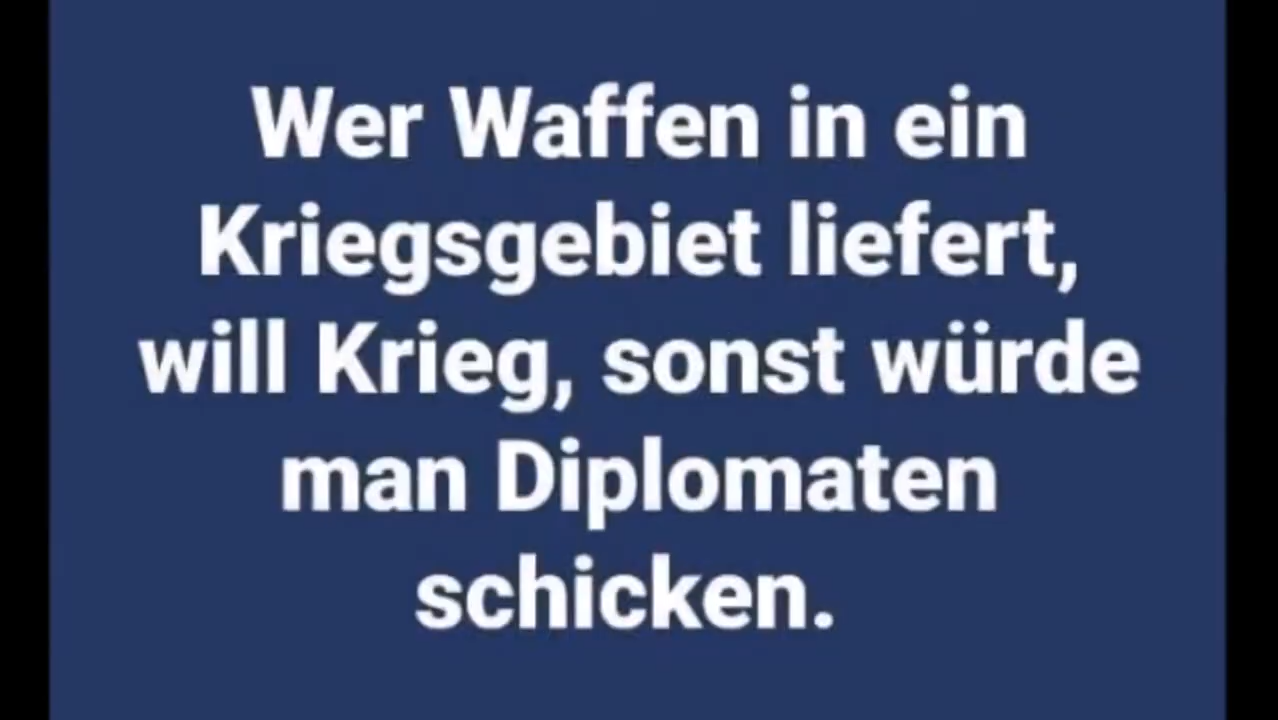 Wer Waffen in ein
Kriegsgebiet liefert,
will Krieg, sonst würde
man Diplomaten
schicken.